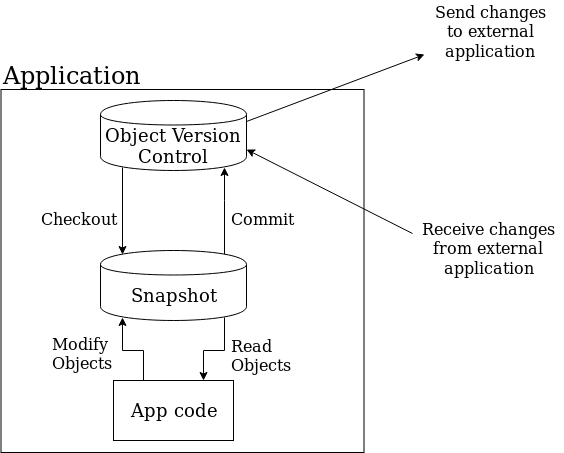 Send changes
to external
application
Application
Object Version
Control
Checkout
Commit
Receive changes
from external
application
Snapshot
Modify
Objects
Read
Objects
App code